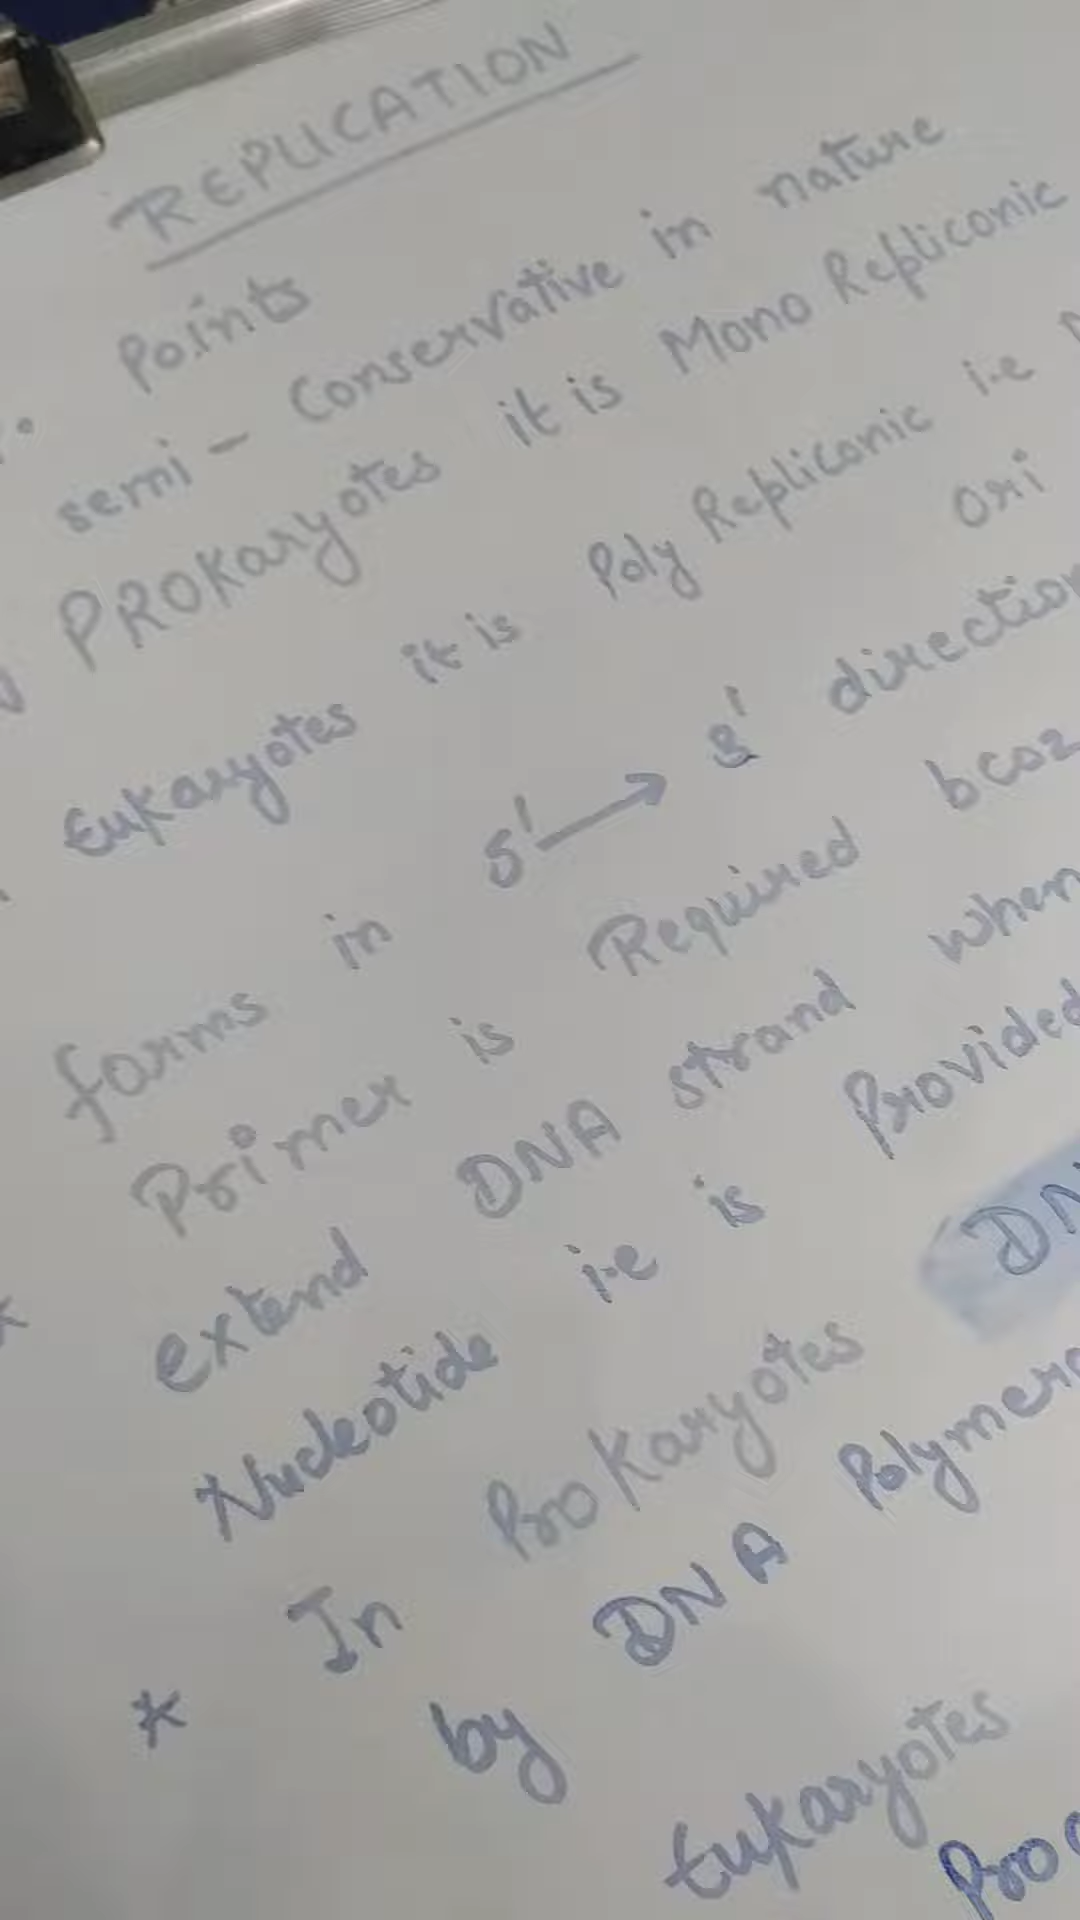 REPLICATION
Points
semi - Conservative in nature
PROKaryotes it is Mono Repliconic
Eukaryotes it is Poly Repliconic i.e
Ori
forms in 5' → 3' direction
Primer is Required bcoz
extend DNA strand when
Nucleotide i.e is Provided
In Prokaryotes
* by DNA
Eukaryotes